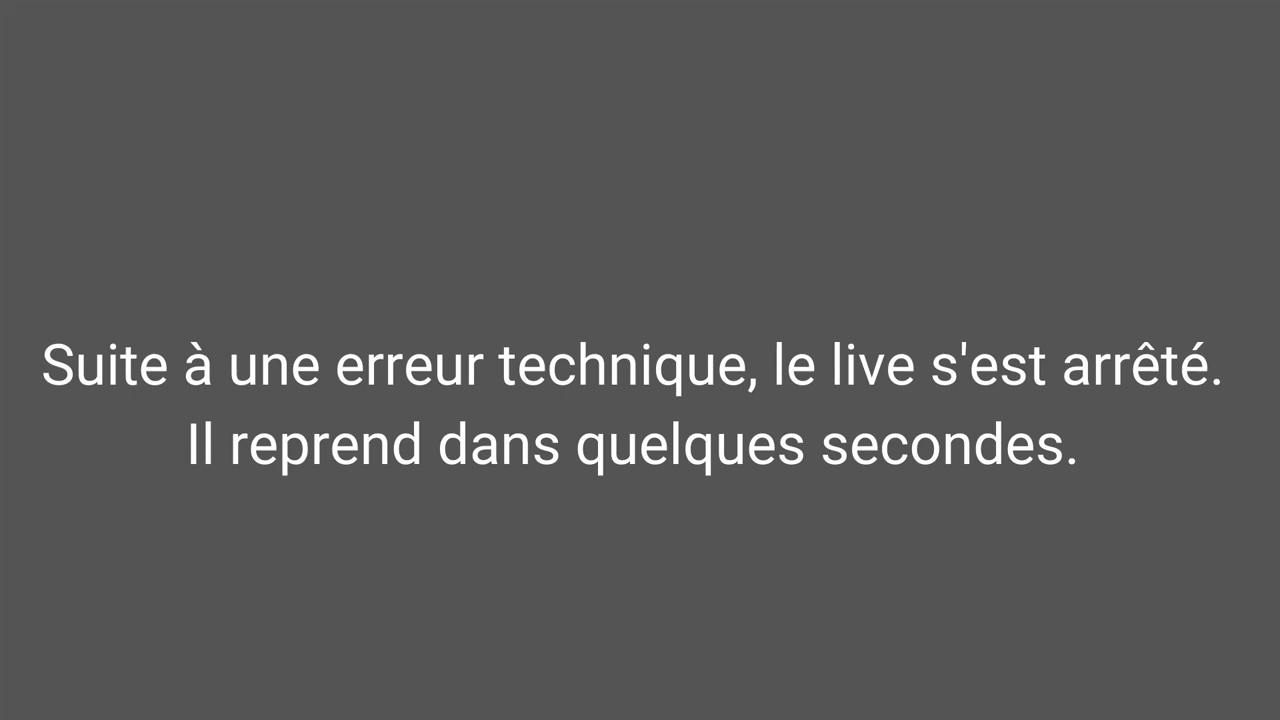 Suite à une erreur technique, le live s'est arrêté.
Il reprend dans quelques secondes.